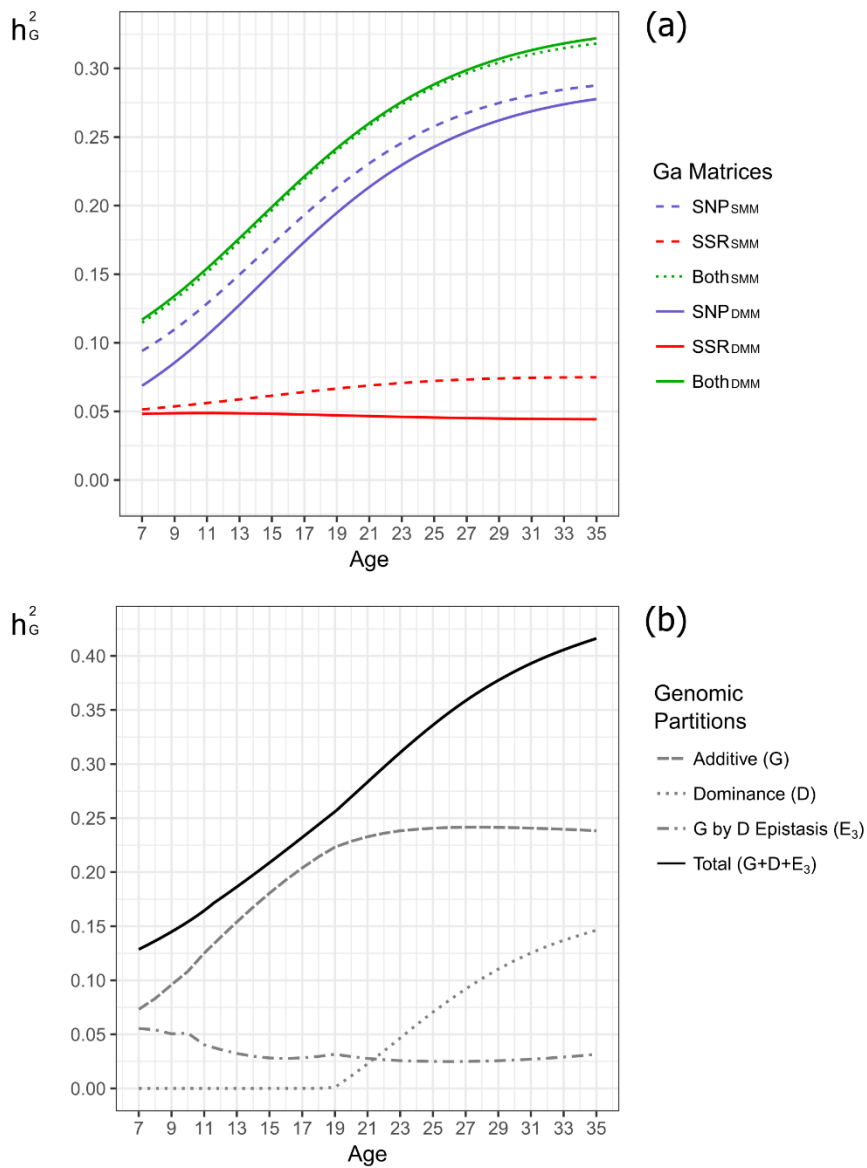 h²G
(a)
0.30
0.25
0.20
0.15
0.10
0.05
0.00
7 9 11 13 15 17 19 21 23 25 27 29 31 33 35
Age
Ga Matrices
SNPSMM
SSRSMM
BothSMM
SNPDMM
SSRDMM
BothDMM
h²G
(b)
0.40
0.35
0.30
0.25
0.20
0.15
0.10
0.05
0.00
7 9 11 13 15 17 19 21 23 25 27 29 31 33 35
Age
Genomic
Partitions
Additive (G)
Dominance (D)
G by D Epistasis (E₃)
Total (G+D+E₃)